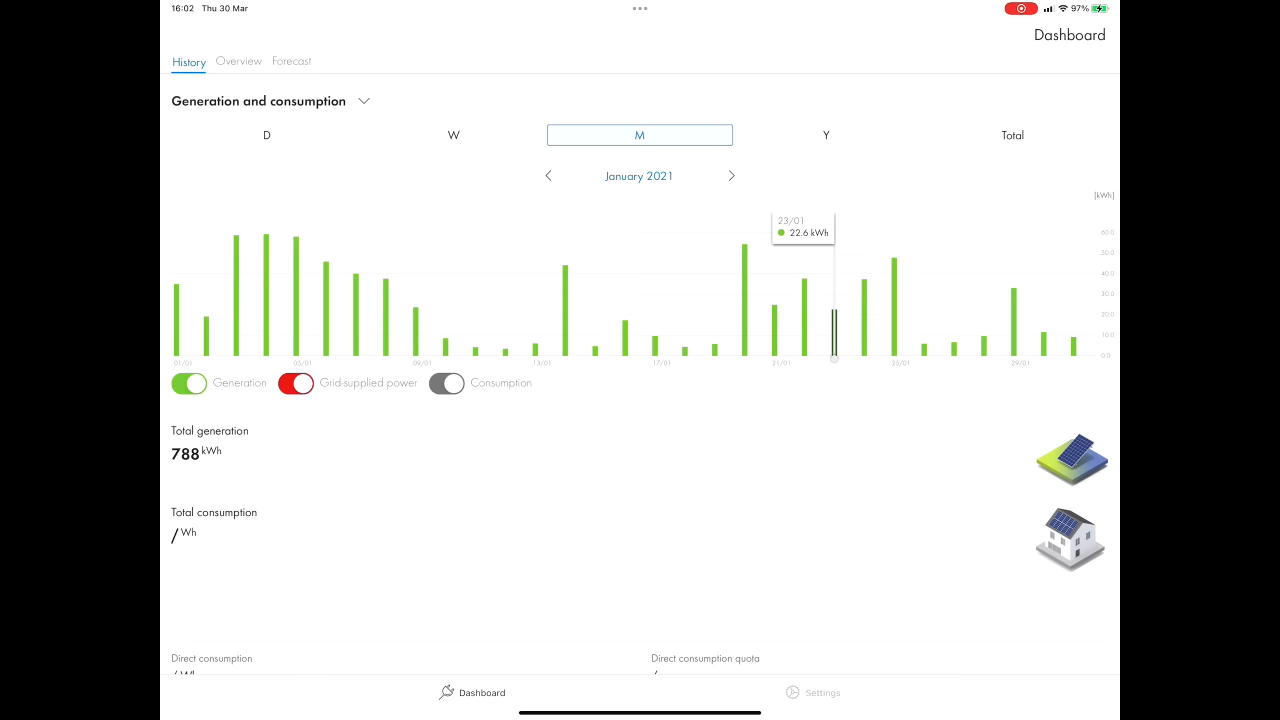 16:02 Thu 30 Mar
97%
Dashboard
History Overview Forecast
Generation and consumption
D W M Y Total
January 2021
[kWh]
23/01
22.6 kWh
60.0
50.0
40.0
30.0
20.0
10.0
0.0
01/01 05/01 09/01 13/01 17/01 21/01 25/01 29/01
Generation Grid-supplied power Consumption
Total generation
788 kWh
Total consumption
/ Wh
Direct consumption Direct consumption quota
Dashboard Settings